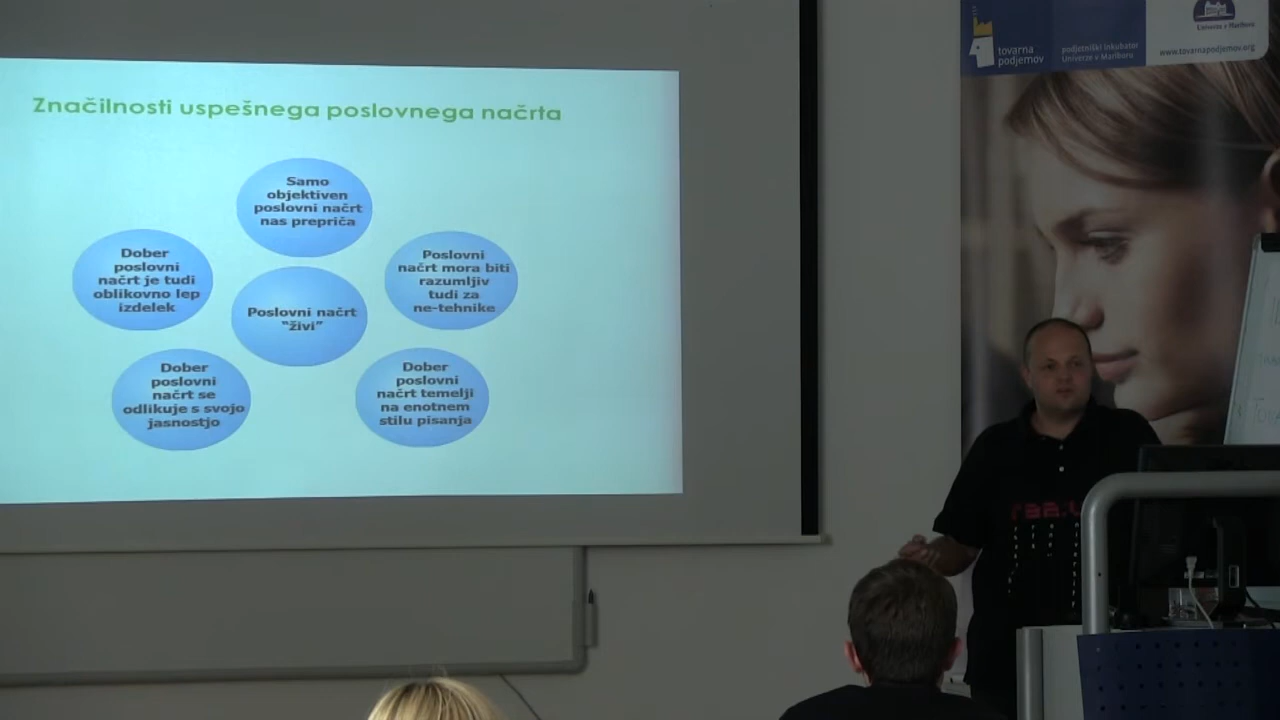 Značilnosti uspešnega poslovnega načrta
Samo
objektiven
poslovni načrt
nas prepriča
Dober
poslovni
načrt je tudi
oblikovno lep
izdelek
Poslovni
načrt mora biti
razumljiv
tudi za
ne-tehnike
Poslovni načrt
"živi"
Dober
poslovni
načrt se
odlikuje s svojo
jasnostjo
Dober
poslovni
načrt temelji
na enotnem
stilu pisanja
tovarna
podjemov
podjetniški inkubator
Univerze v Mariboru
Univerze v Mariboru
www.tovarnapodjemov.org